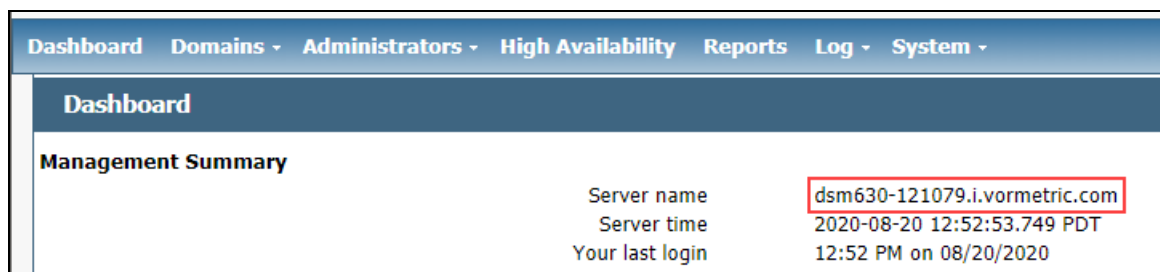 Dashboard Domains Administrators High Availability Reports Log System
Dashboard
Management Summary
Server name dsm630-121079.i.vormetric.com
Server time 2020-08-20 12:52:53.749 PDT
Your last login 12:52 PM on 08/20/2020